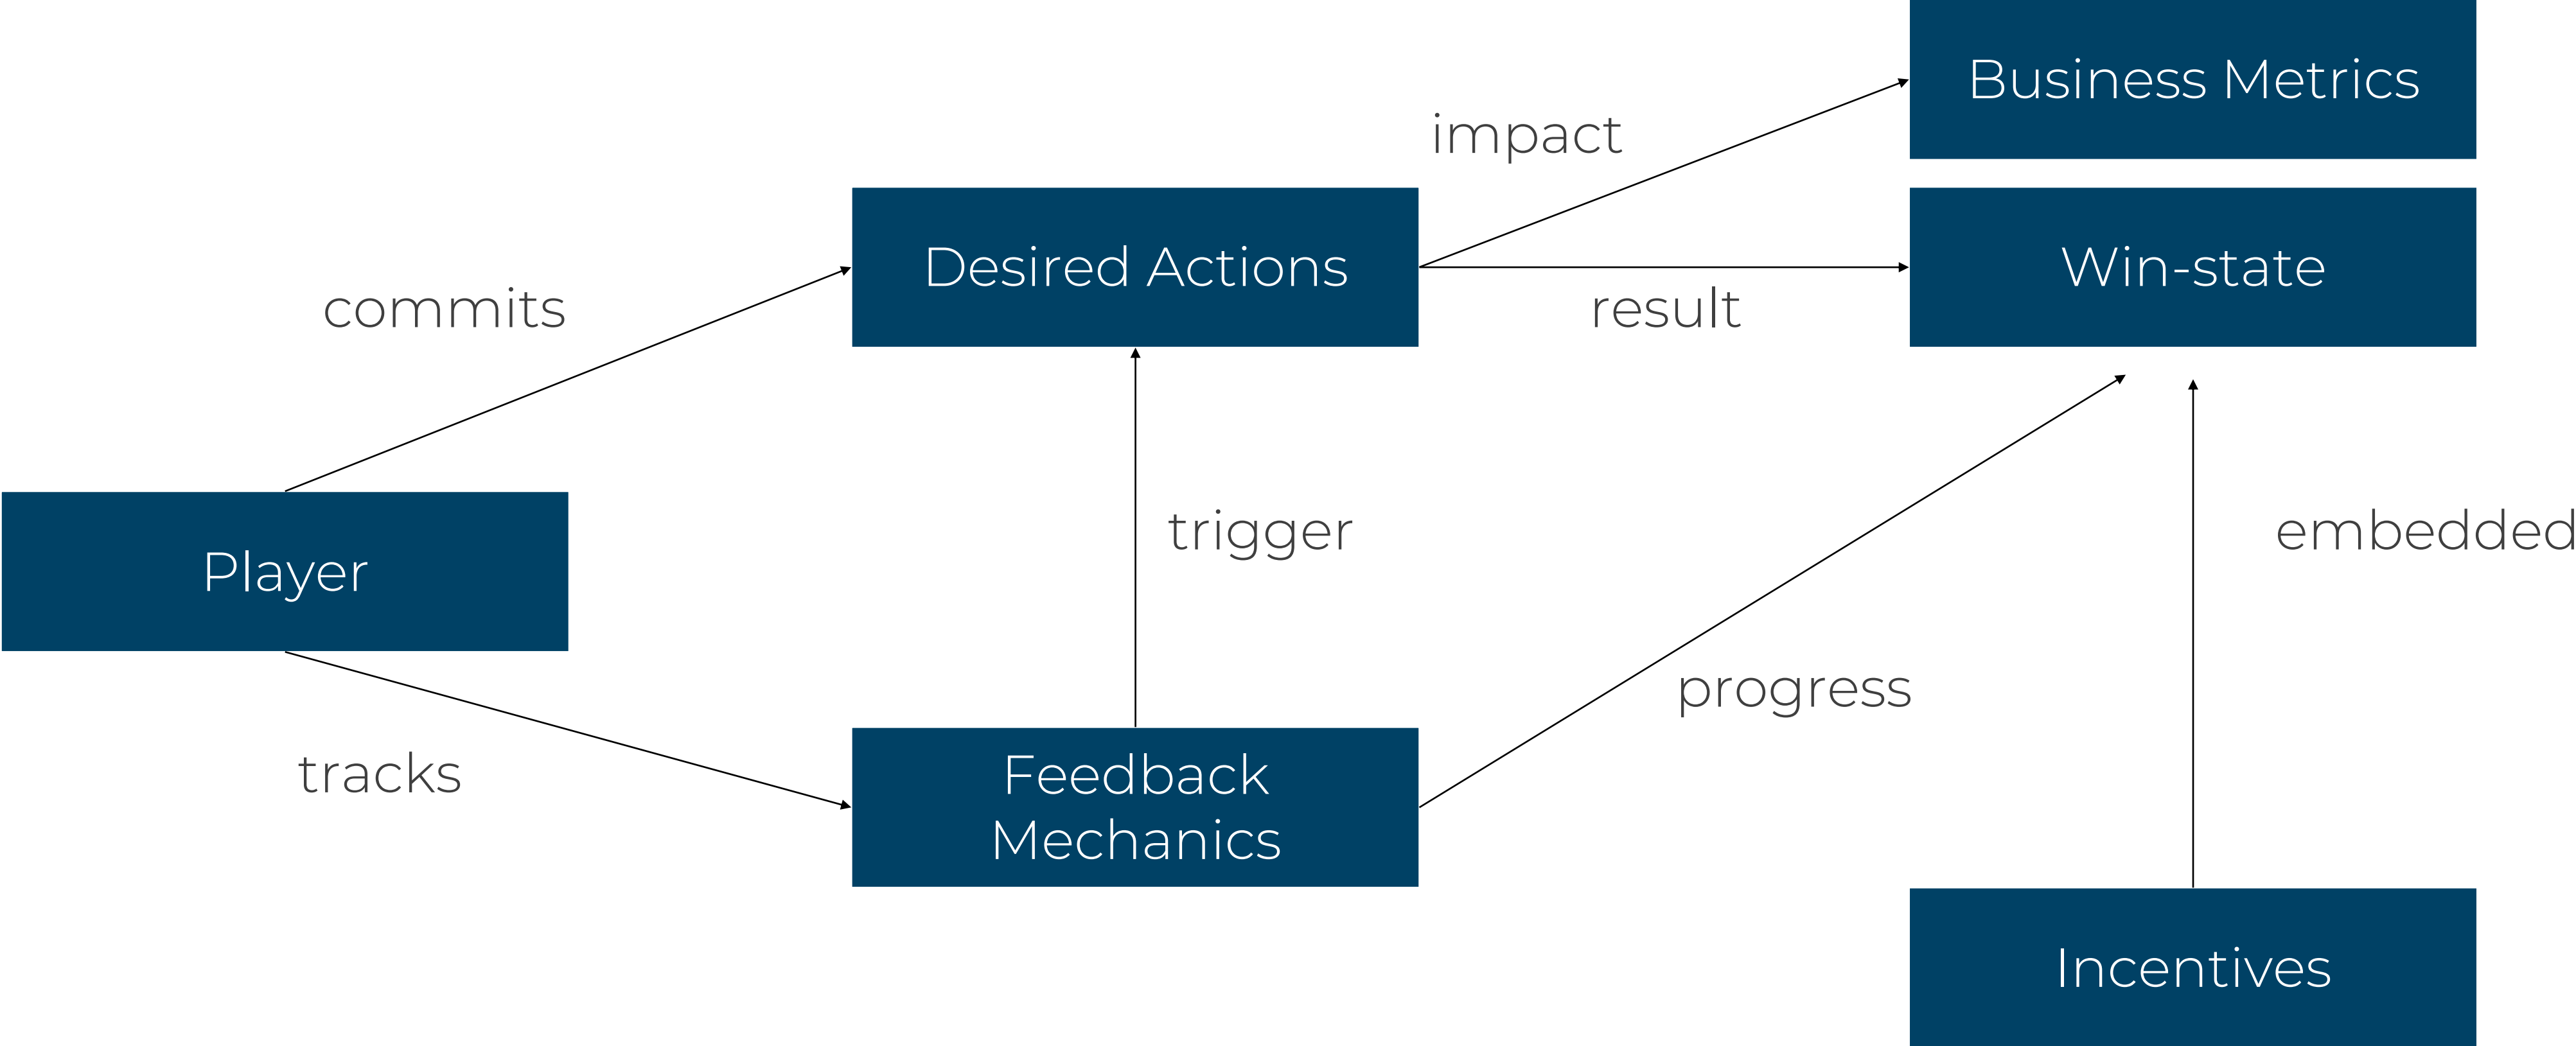 Business Metrics
impact
Desired Actions
Win-state
commits
result
trigger
embedded
Player
progress
tracks
Feedback
Mechanics
Incentives